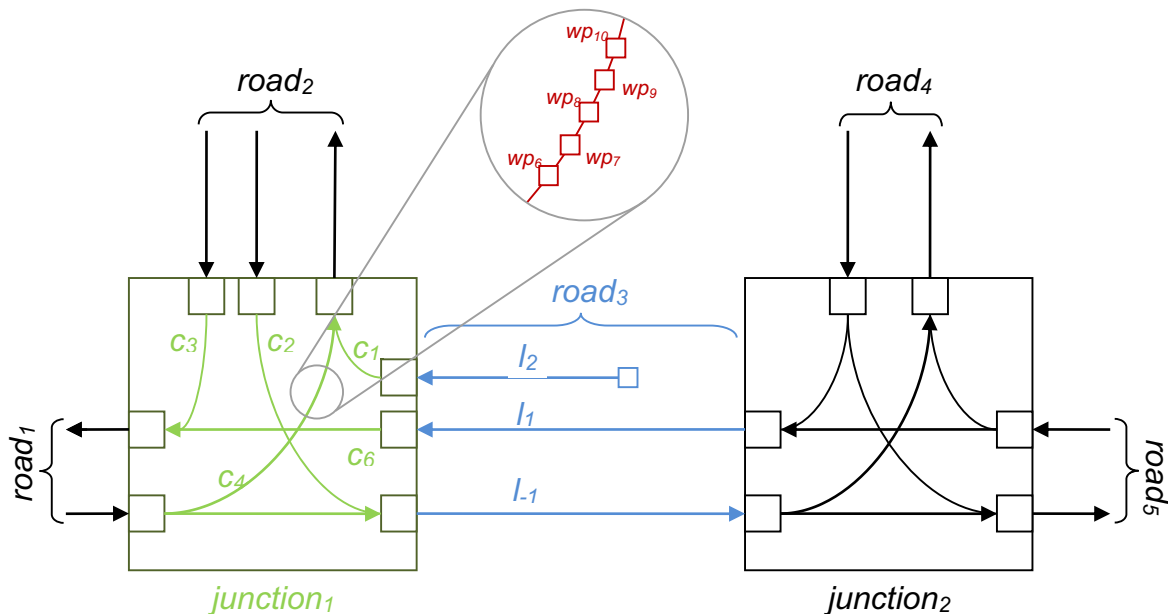 wp₁₀
wp₉
wp₈
wp₇
wp₆
road₂
road₄
road₃
c₃
c₂
c₁
l₂
l₁
c₆
c₄
l₋₁
road₁
road₅
junction₁
junction₂